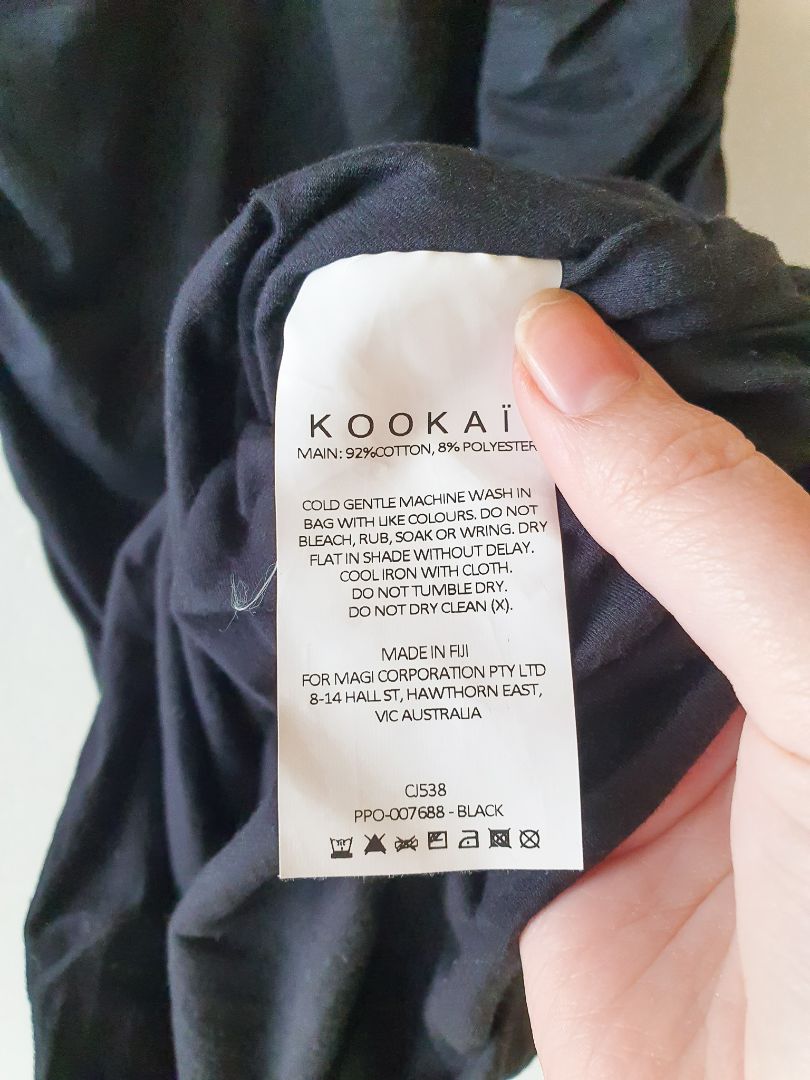 KOOKAÏ
MAIN: 92%COTTON, 8% POLYESTER
COLD GENTLE MACHINE WASH IN
BAG WITH LIKE COLOURS. DO NOT
BLEACH, RUB, SOAK OR WRING. DRY
FLAT IN SHADE WITHOUT DELAY.
COOL IRON WITH CLOTH.
DO NOT TUMBLE DRY.
DO NOT DRY CLEAN (X).
MADE IN FIJI
FOR MAGI CORPORATION PTY LTD
8-14 HALL ST, HAWTHORN EAST,
VIC AUSTRALIA
CJ538
PPO-007688 - BLACK